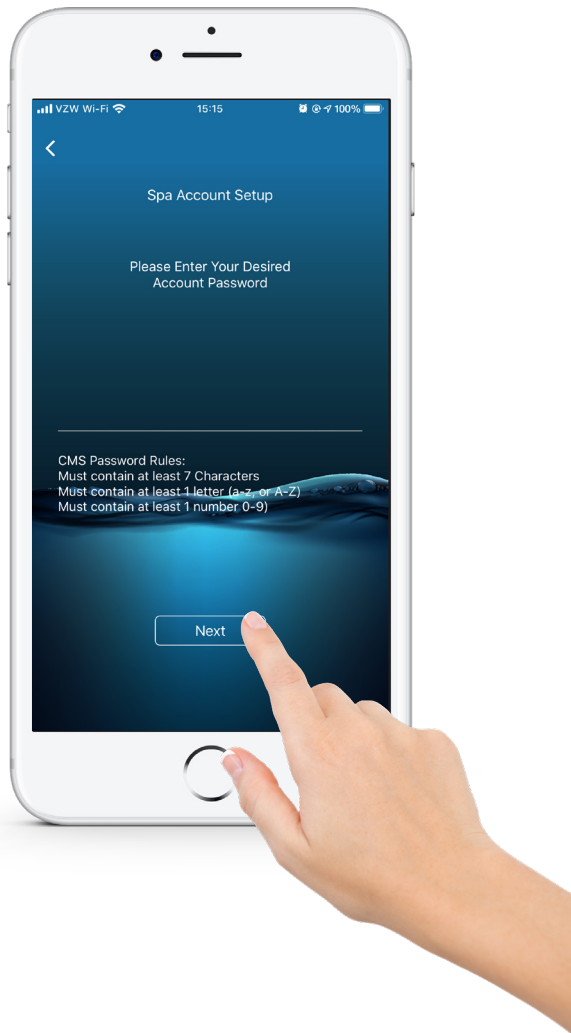 VZW Wi-Fi 15:15 100%
Spa Account Setup
Please Enter Your Desired
Account Password
CMS Password Rules:
Must contain at least 7 Characters
Must contain at least 1 letter (a-z, or A-Z)
Must contain at least 1 number 0-9)
Next